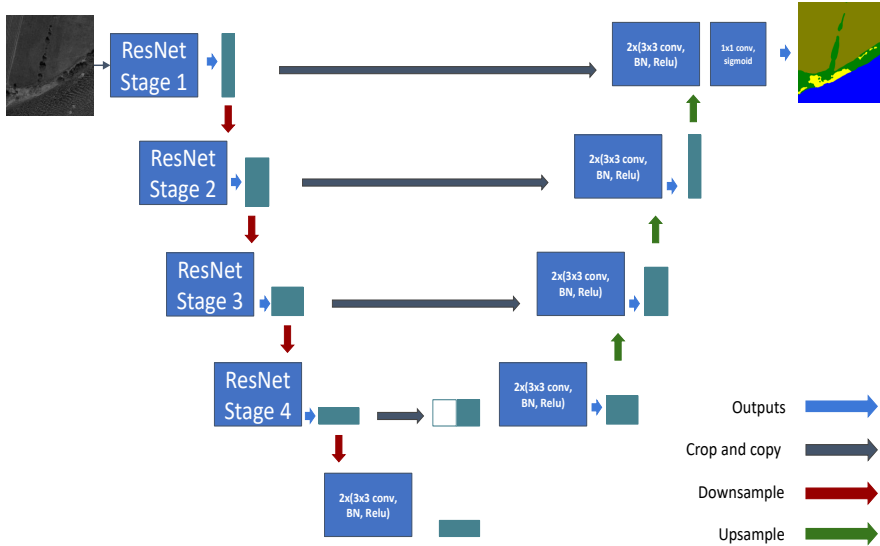 ResNet
Stage 1
2x(3x3 conv,
BN, Relu)
1x1 conv,
sigmoid
ResNet
Stage 2
2x(3x3 conv,
BN, Relu)
ResNet
Stage 3
2x(3x3 conv,
BN, Relu)
ResNet
Stage 4
2x(3x3 conv,
BN, Relu)
2x(3x3 conv,
BN, Relu)
Outputs
Crop and copy
Downsample
Upsample